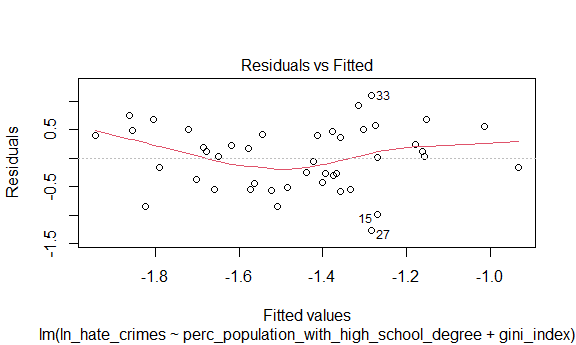 Residuals vs Fitted
Residuals
0.5
-0.5
-1.5
33
15
27
-1.8
-1.6
-1.4
-1.2
-1.0
Fitted values
lm(ln_hate_crimes ~ perc_population_with_high_school_degree + gini_index)